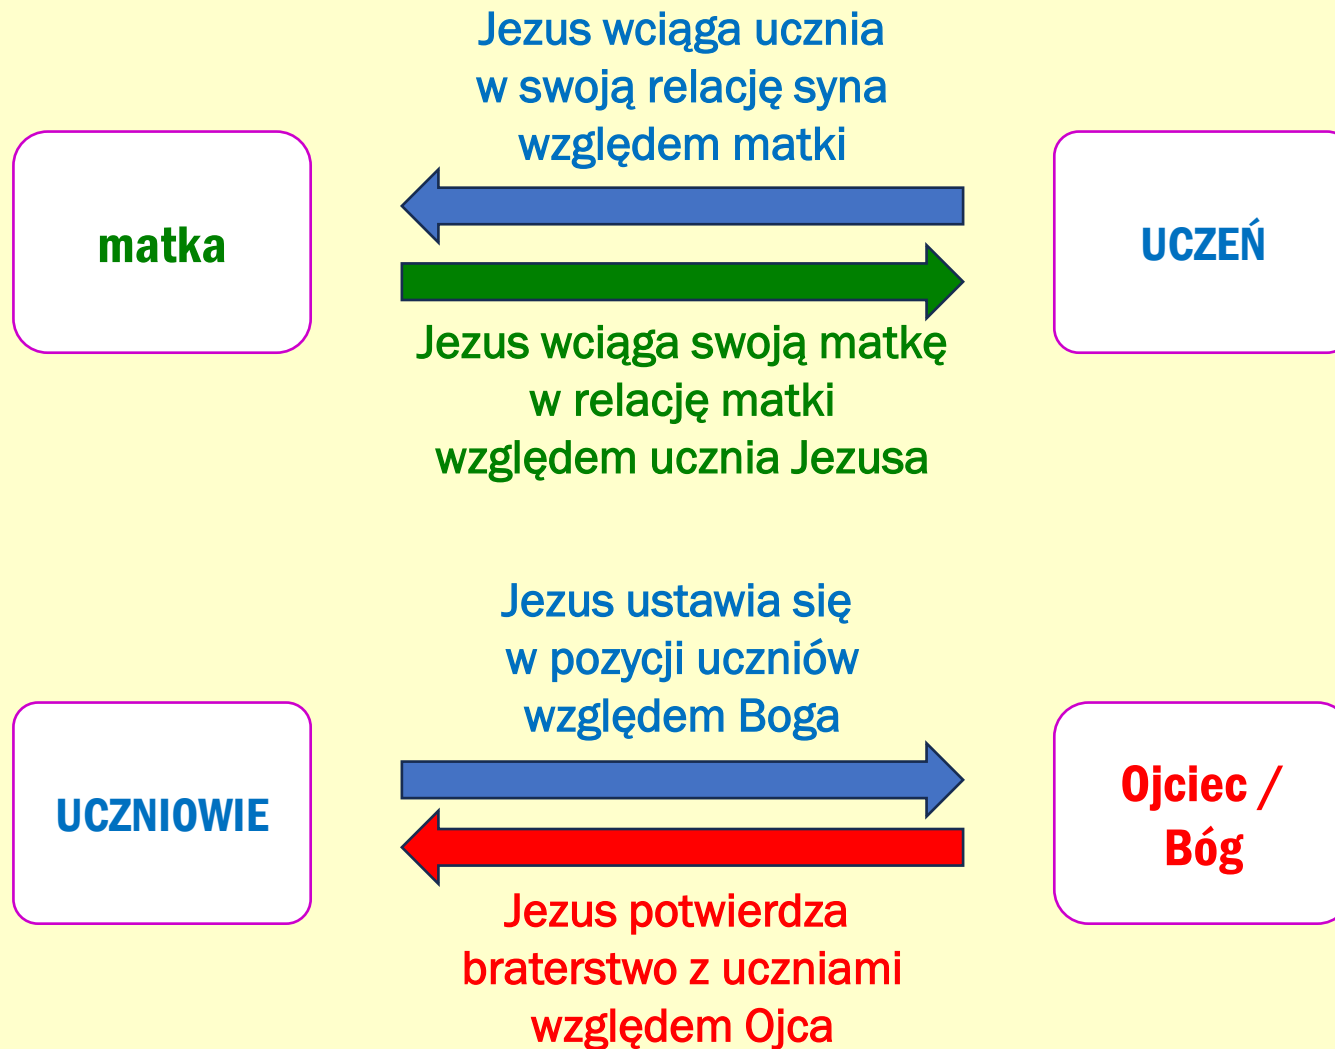 Jezus wciąga ucznia
w swoją relację syna
względem matki
matka
UCZEŃ
Jezus wciąga swoją matkę
w relację matki
względem ucznia Jezusa
Jezus ustawia się
w pozycji uczniów
względem Boga
UCZNIOWIE
Ojciec /
Bóg
Jezus potwierdza
braterstwo z uczniami
względem Ojca